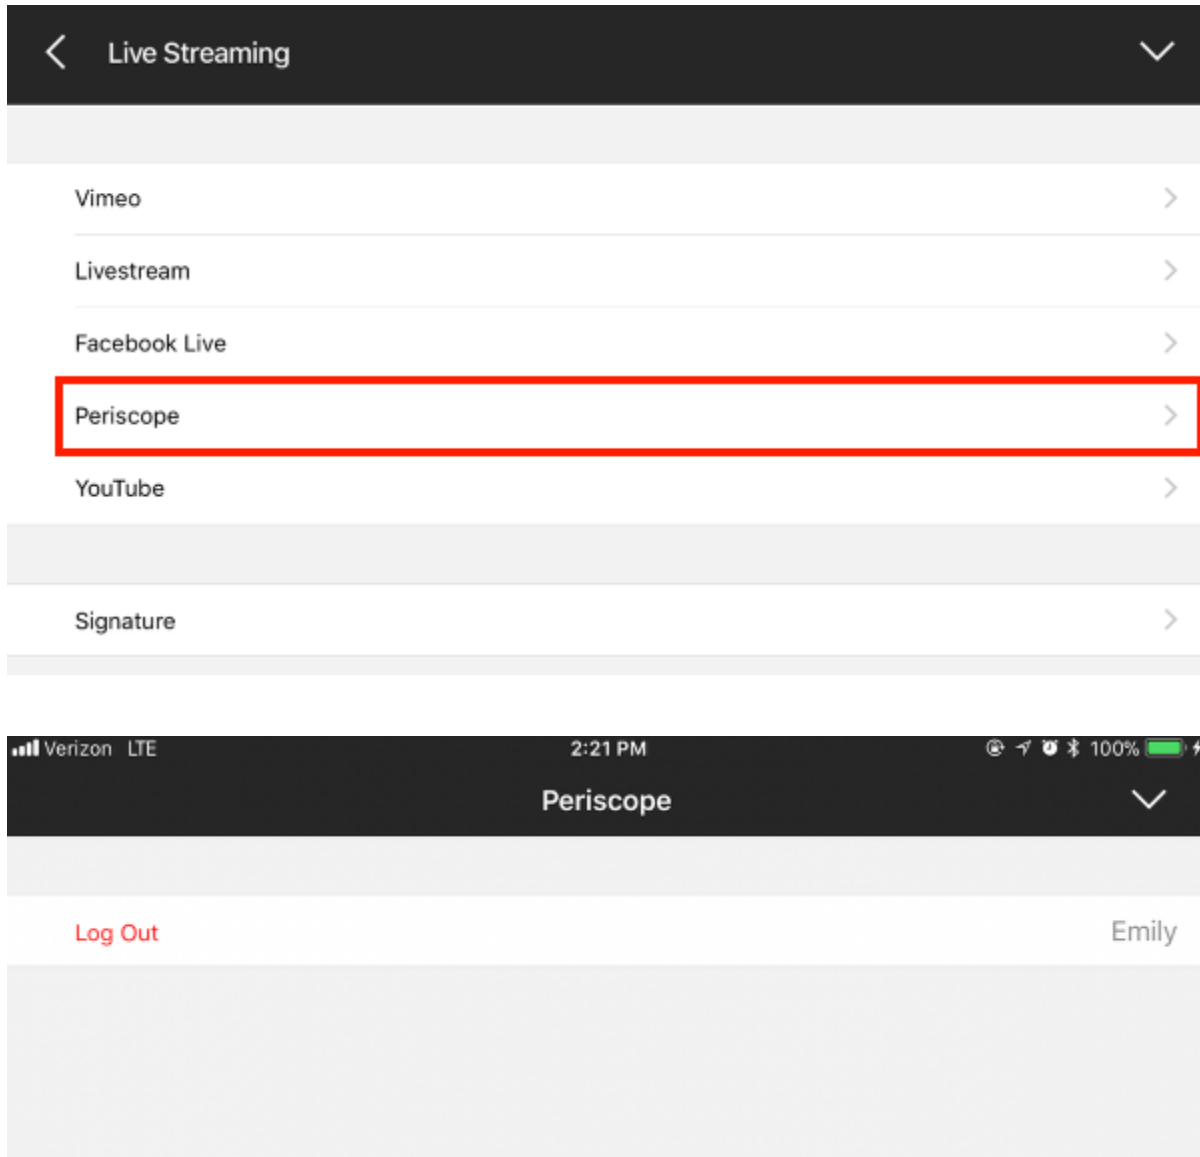 Live Streaming
Vimeo
Livestream
Facebook Live
Periscope
YouTube
Signature
Verizon LTE 2:21 PM 100%
Periscope
Log Out Emily